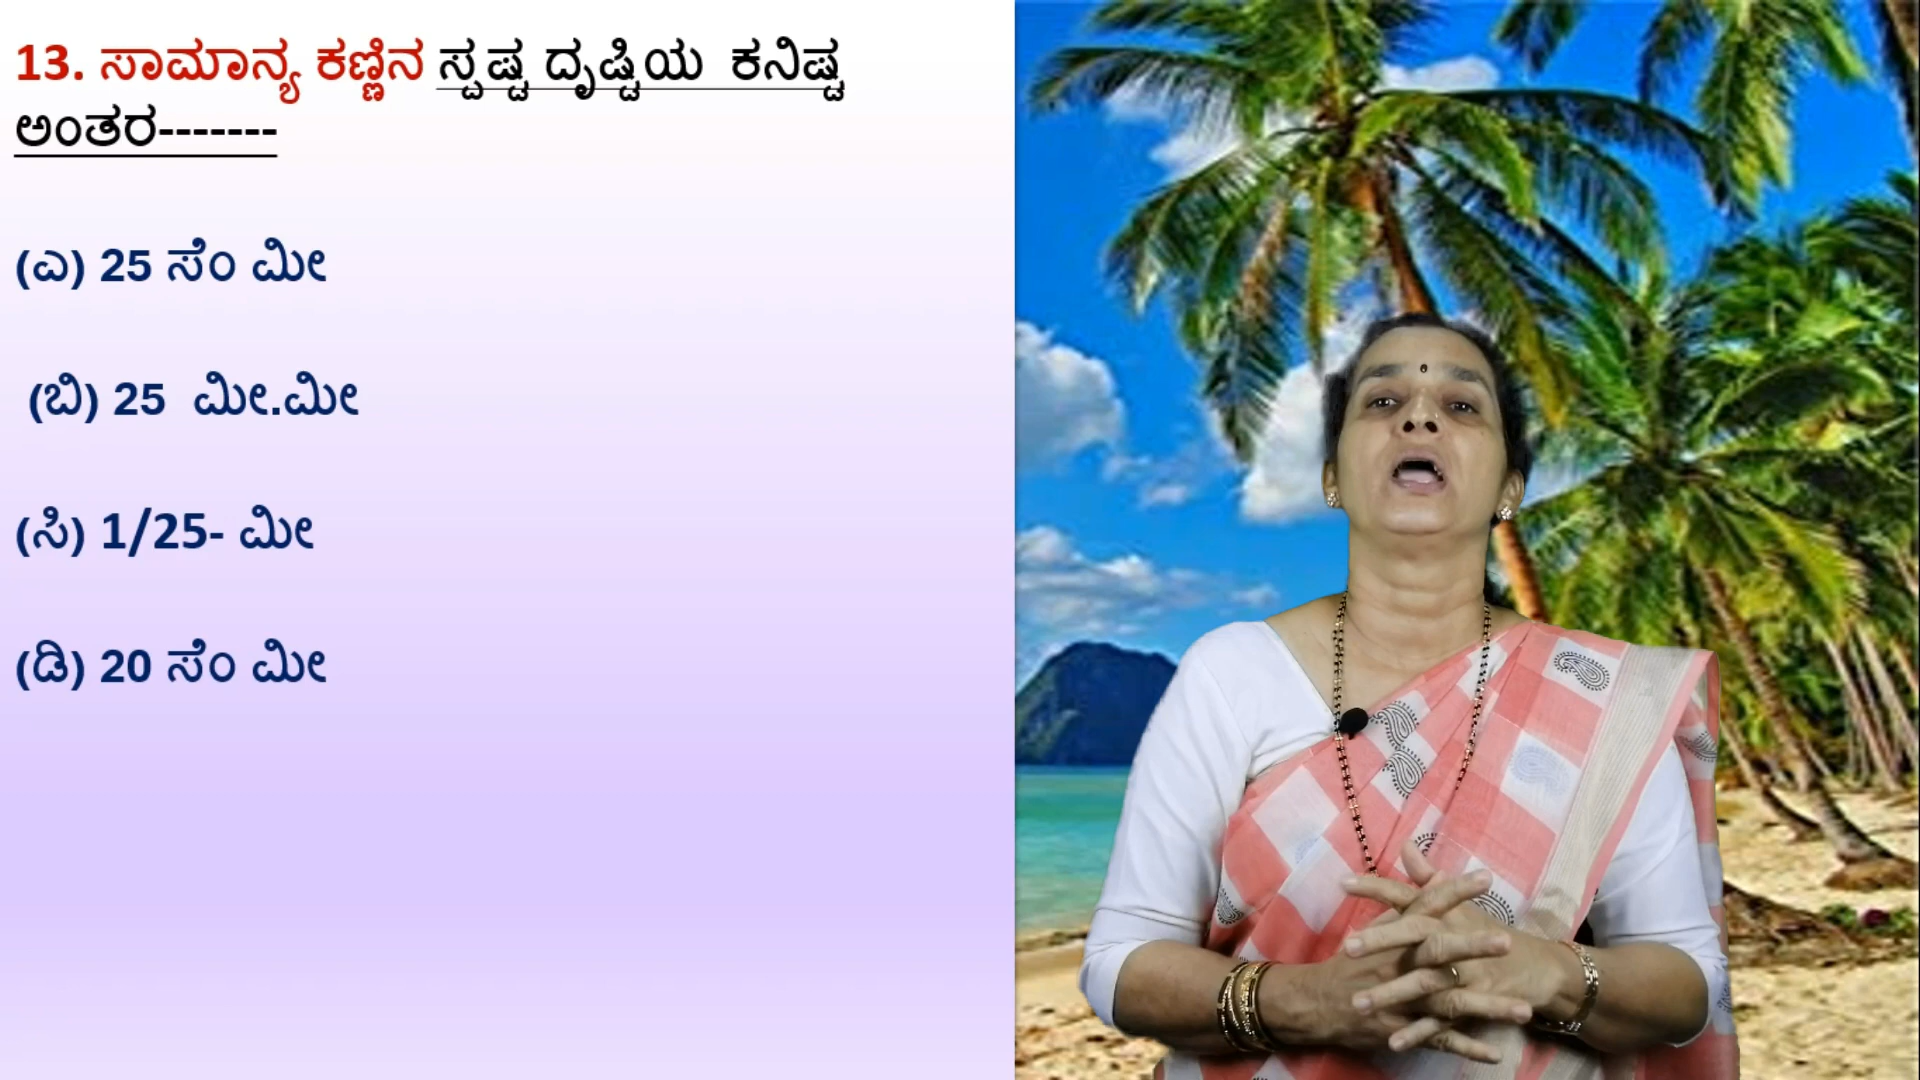 13. ಸಾಮಾನ್ಯ ಕಣ್ಣಿನ ಸ್ಪಷ್ಟ ದೃಷ್ಟಿಯ ಕನಿಷ್ಟ
ಅಂತರ-------
(ಎ) 25 ಸೆಂ ಮೀ
(ಬಿ) 25 ಮೀ.ಮೀ
(ಸಿ) 1/25- ಮೀ
(ಡಿ) 20 ಸೆಂ ಮೀ